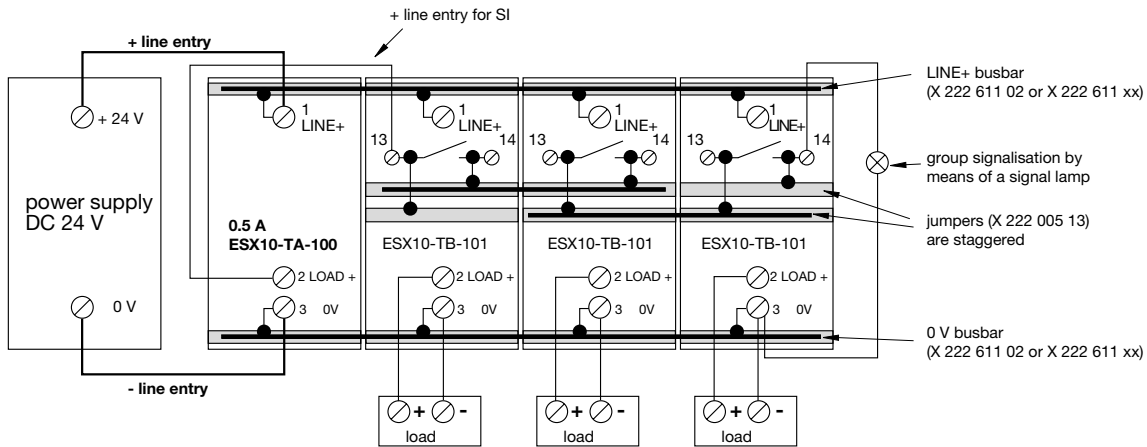 + line entry for SI
+ line entry
LINE+ busbar
(X 222 611 02 or X 222 611 xx)
+ 24 V
1
LINE+
1
LINE+
1
LINE+
1
LINE+
13
14
13
14
13
14
group signalisation by
means of a signal lamp
power supply
DC 24 V
jumpers (X 222 005 13)
are staggered
0.5 A
ESX10-TA-100
ESX10-TB-101
ESX10-TB-101
ESX10-TB-101
2 LOAD +
2 LOAD +
2 LOAD +
2 LOAD +
0 V
3 0V
3 0V
3 0V
3 0V
0 V busbar
(X 222 611 02 or X 222 611 xx)
- line entry
+ -
load
+ -
load
+ -
load